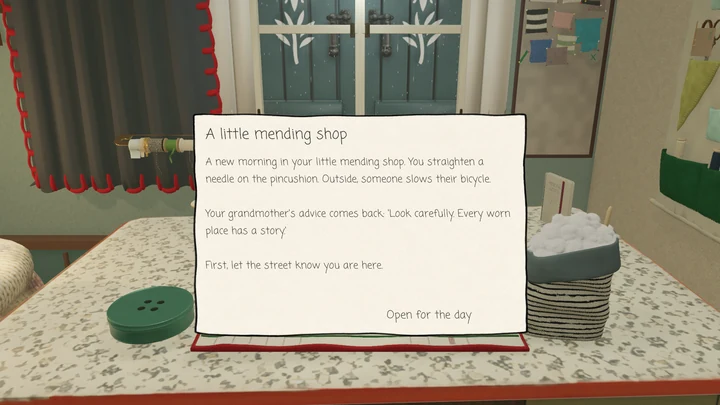 A little mending shop
A new morning in your little mending shop. You straighten a
needle on the pincushion. Outside, someone slows their bicycle.
Your grandmother's advice comes back: 'Look carefully. Every worn
place has a story.'
First, let the street know you are here.
Open for the day